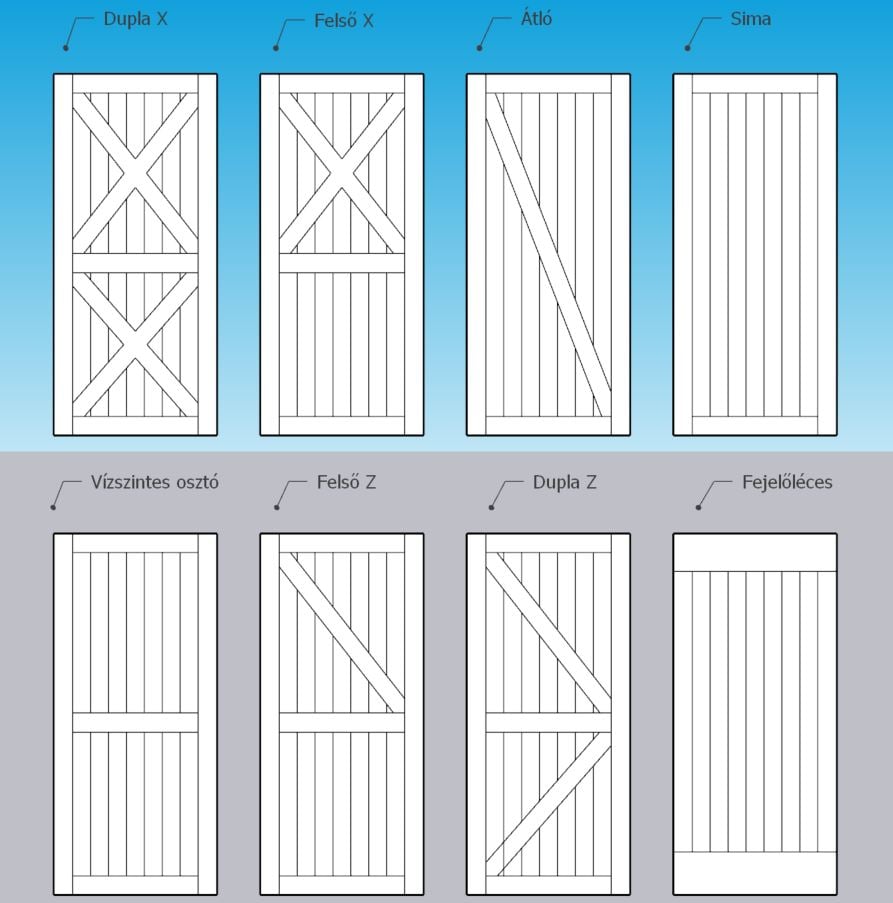 Dupla X
Felső X
Átló
Sima
Vízszintes osztó
Felső Z
Dupla Z
Fejelőléces